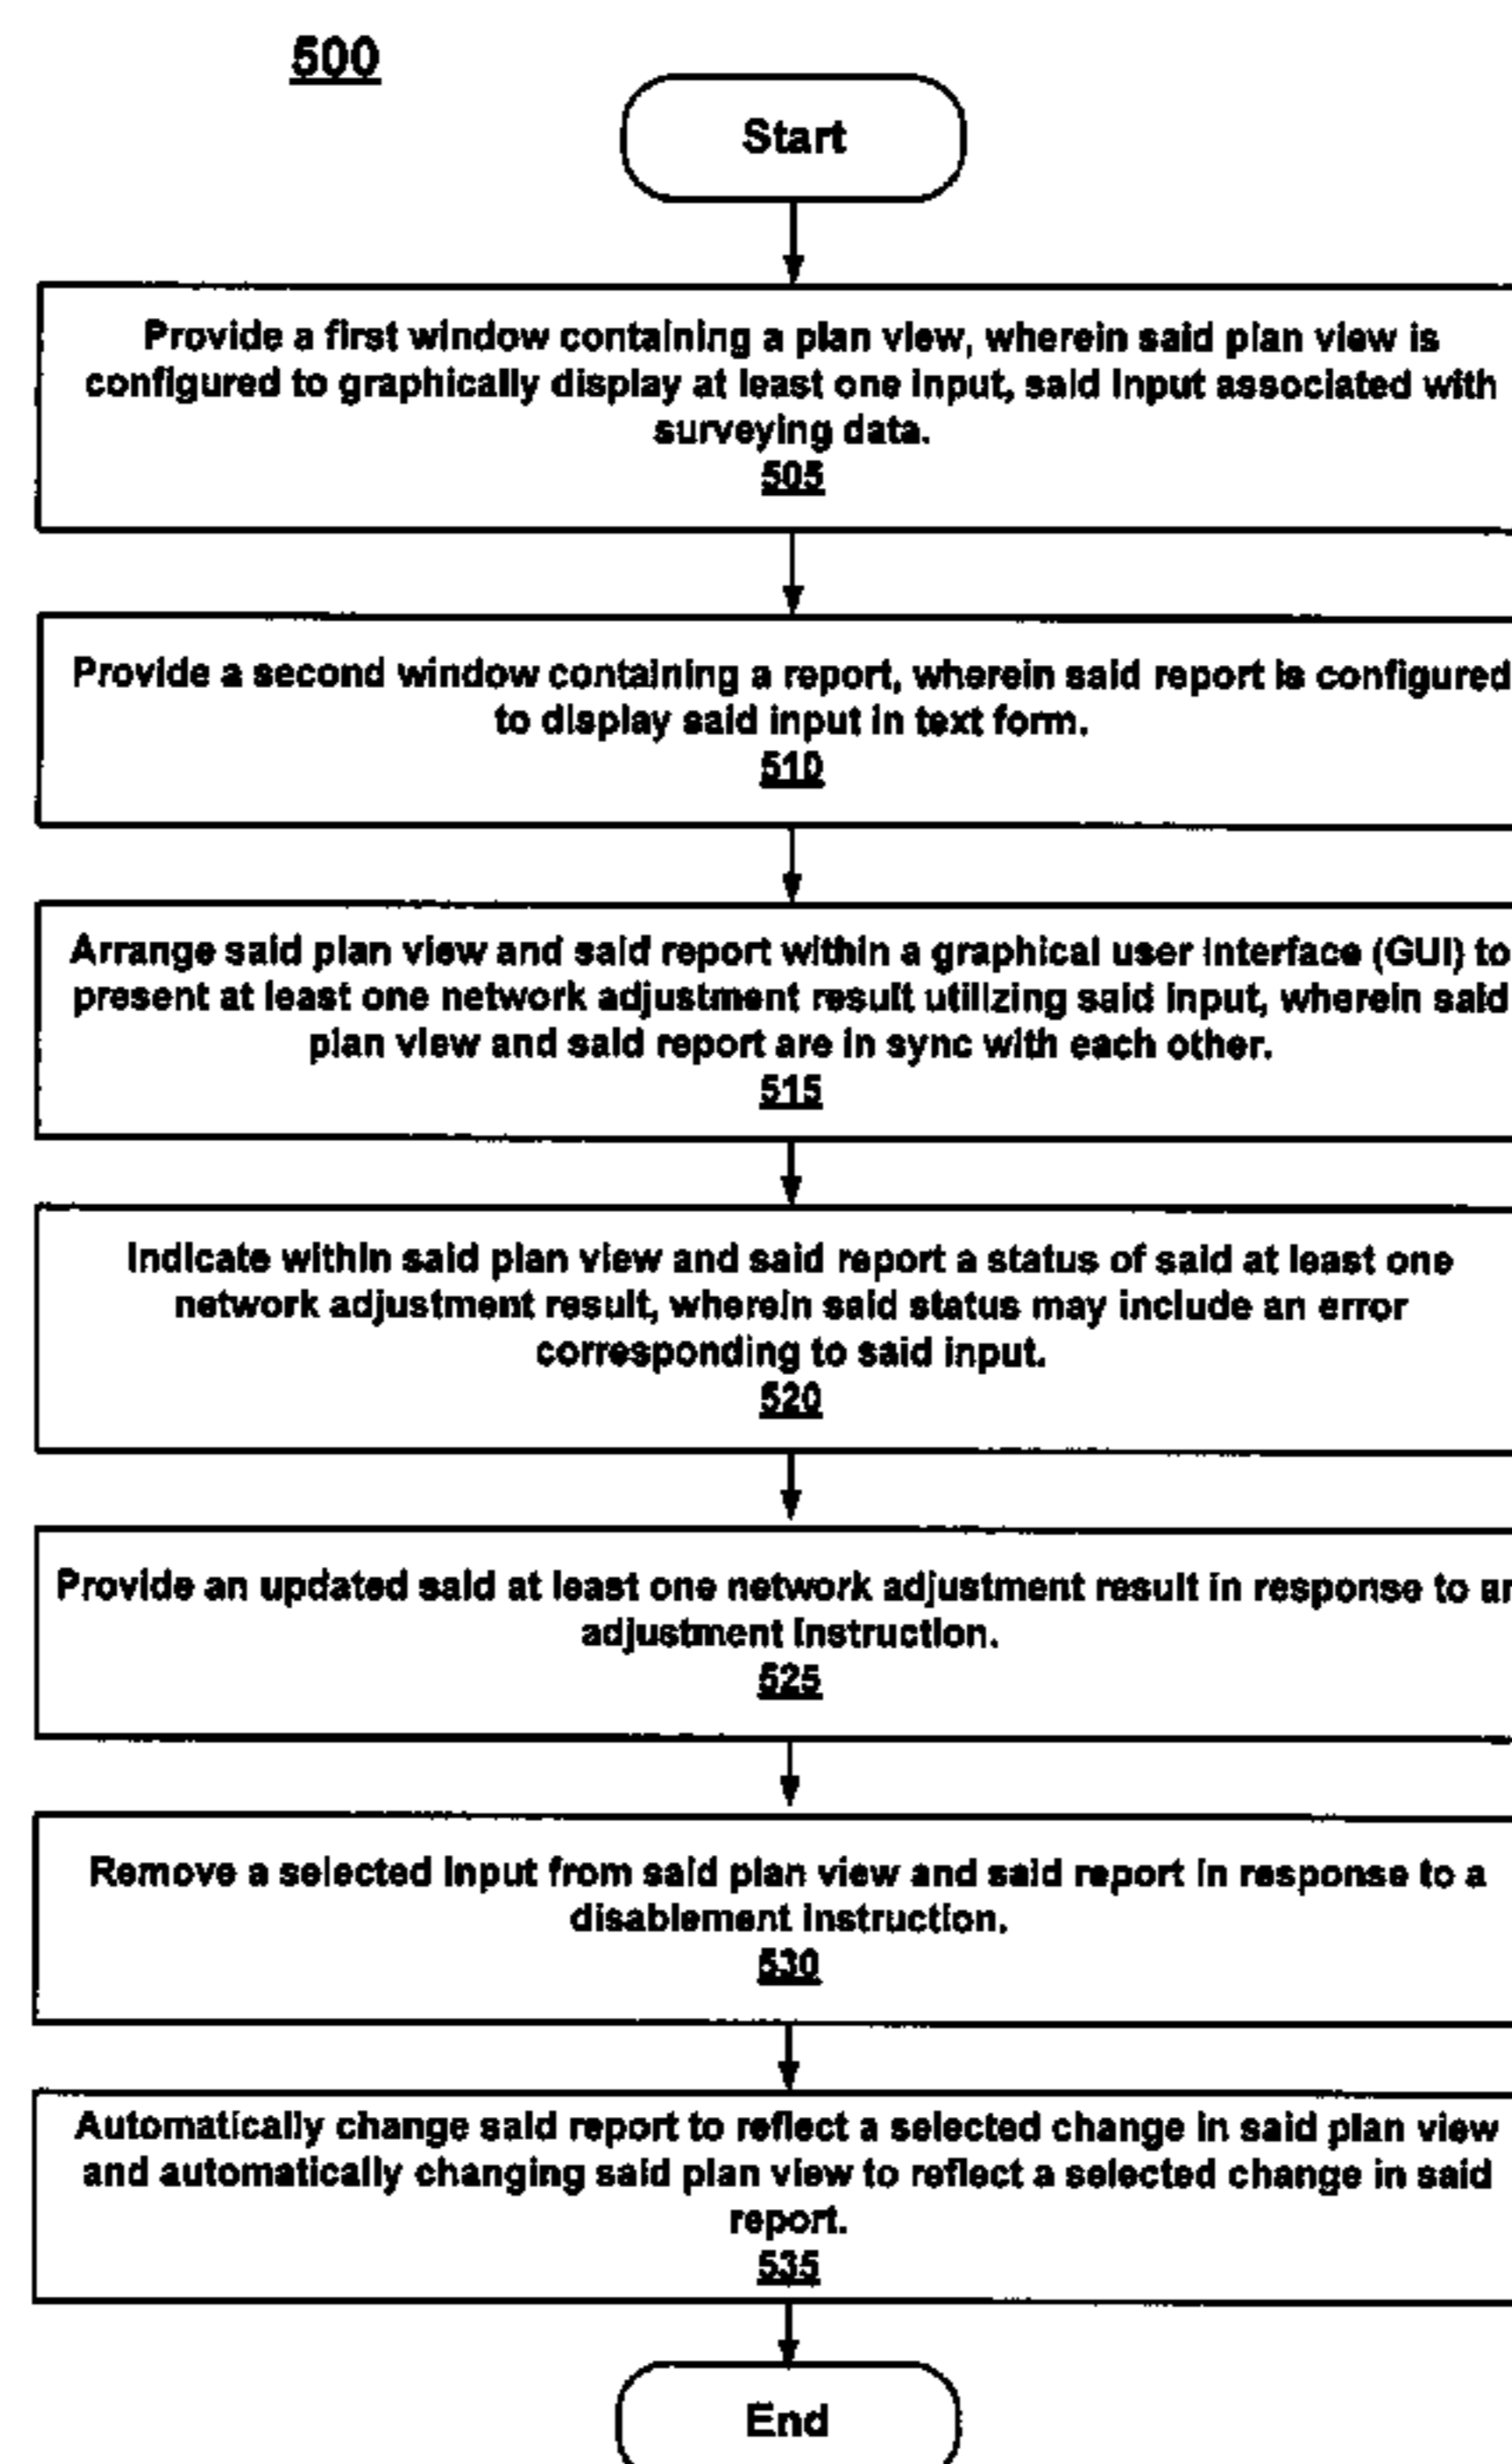 500
Start
Provide a first window containing a plan view, wherein said plan view is
configured to graphically display at least one input, said input associated with
surveying data.
505
Provide a second window containing a report, wherein said report is configured
to display said input in text form.
510
Arrange said plan view and said report within a graphical user interface (GUI) to
present at least one network adjustment result utilizing said input, wherein said
plan view and said report are in sync with each other.
515
Indicate within said plan view and said report a status of said at least one
network adjustment result, wherein said status may include an error
corresponding to said input.
520
Provide an updated said at least one network adjustment result in response to an
adjustment instruction.
525
Remove a selected input from said plan view and said report in response to a
disablement instruction.
530
Automatically change said report to reflect a selected change in said plan view
and automatically changing said plan view to reflect a selected change in said
report.
535
End